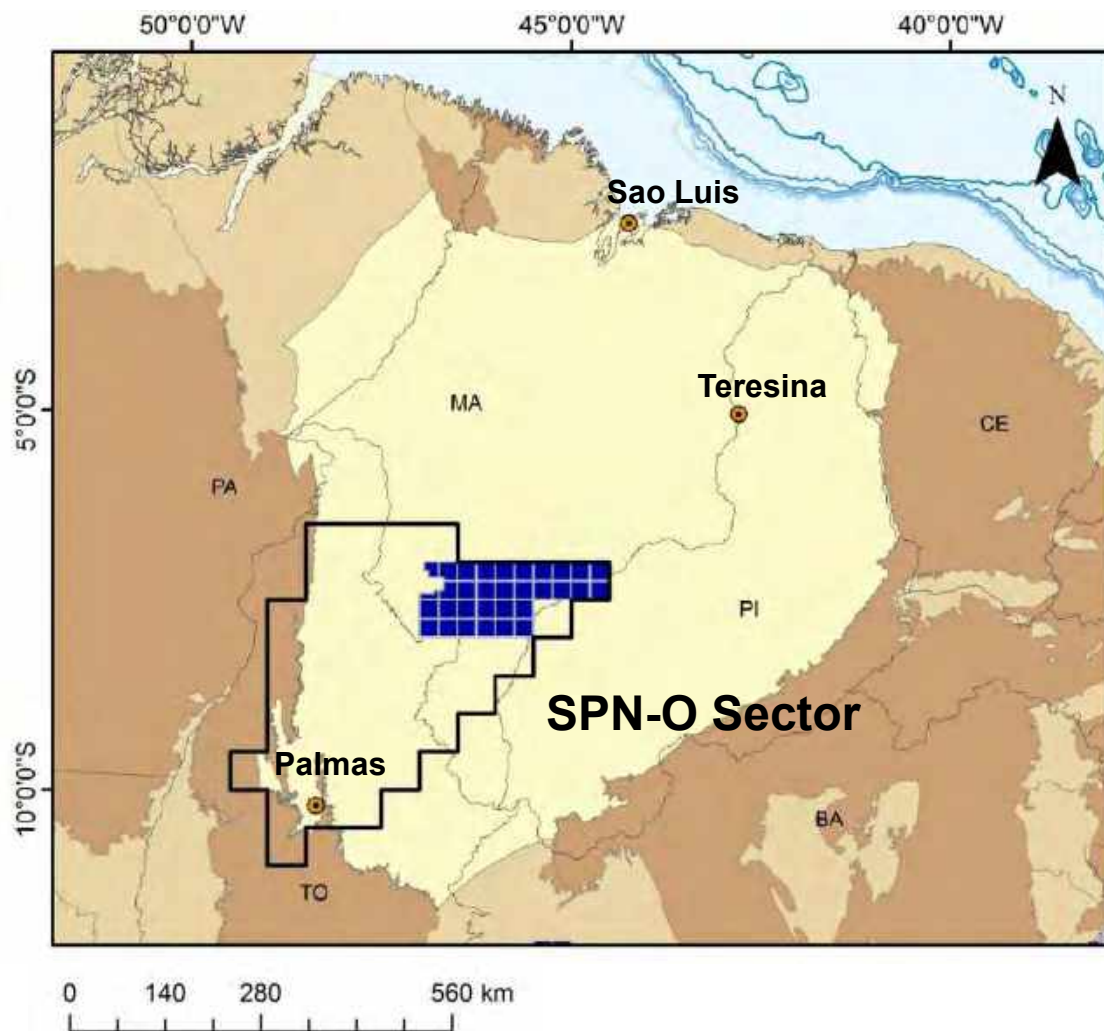 50°0'0"W 45°0'0"W 40°0'0"W
N
Sao Luis
5°0'0"S
MA
Teresina
CE
PA
PI
SPN-O Sector
Palmas
10°0'0"S
BA
TO
0 140 280 560 km